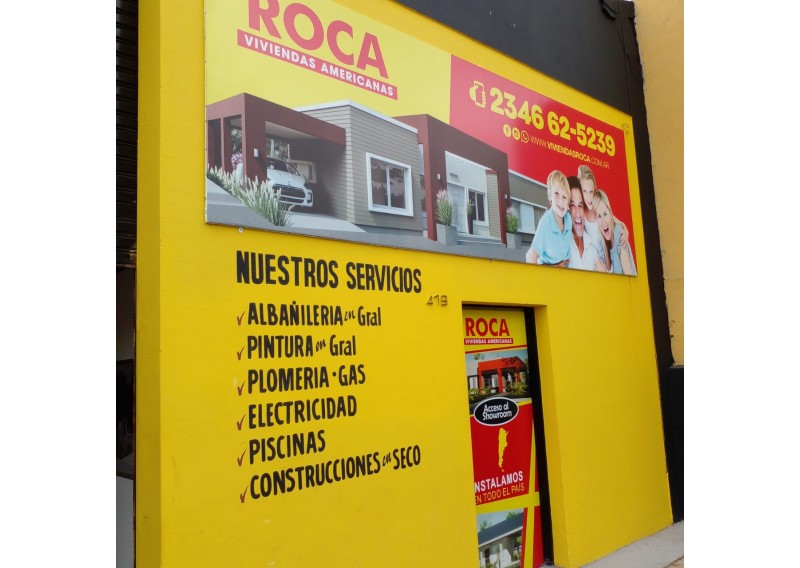 ROCA
VIVIENDAS AMERICANAS
2346 62-5239
WWW.VIVIENDASROCA.COM.AR
NUESTROS SERVICIOS
ALBAÑILERIA en Gral
PINTURA en Gral
PLOMERIA · GAS
ELECTRICIDAD
PISCINAS
CONSTRUCCIONES en SECO
419
ROCA
VIVIENDAS AMERICANAS
Acceso al
Showroom
INSTALAMOS
EN TODO EL PAÍS